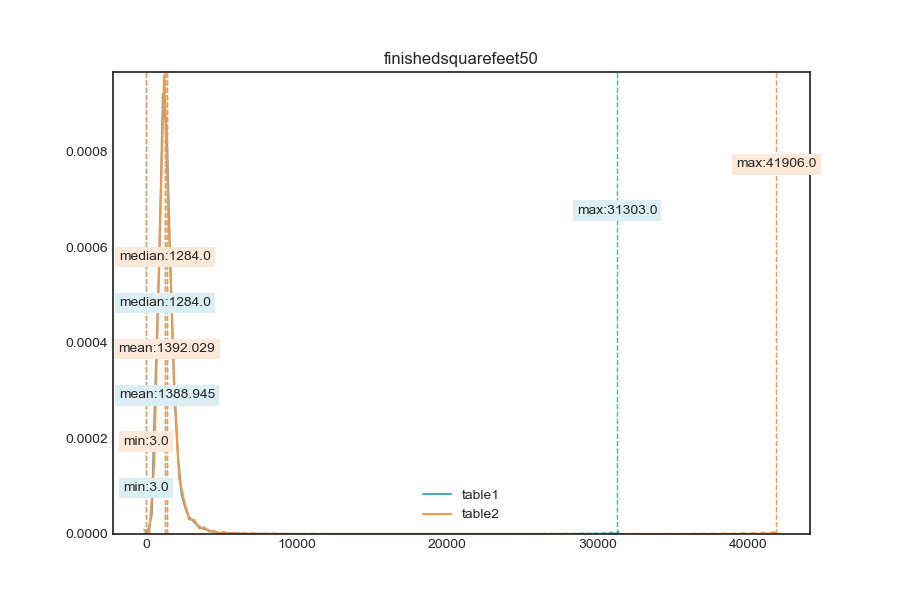 finishedsquarefeet50
0.0008
0.0006
0.0004
0.0002
0.0000
max:41906.0
max:31303.0
median:1284.0
median:1284.0
mean:1392.029
mean:1388.945
min:3.0
min:3.0
table1
table2
0
10000
20000
30000
40000